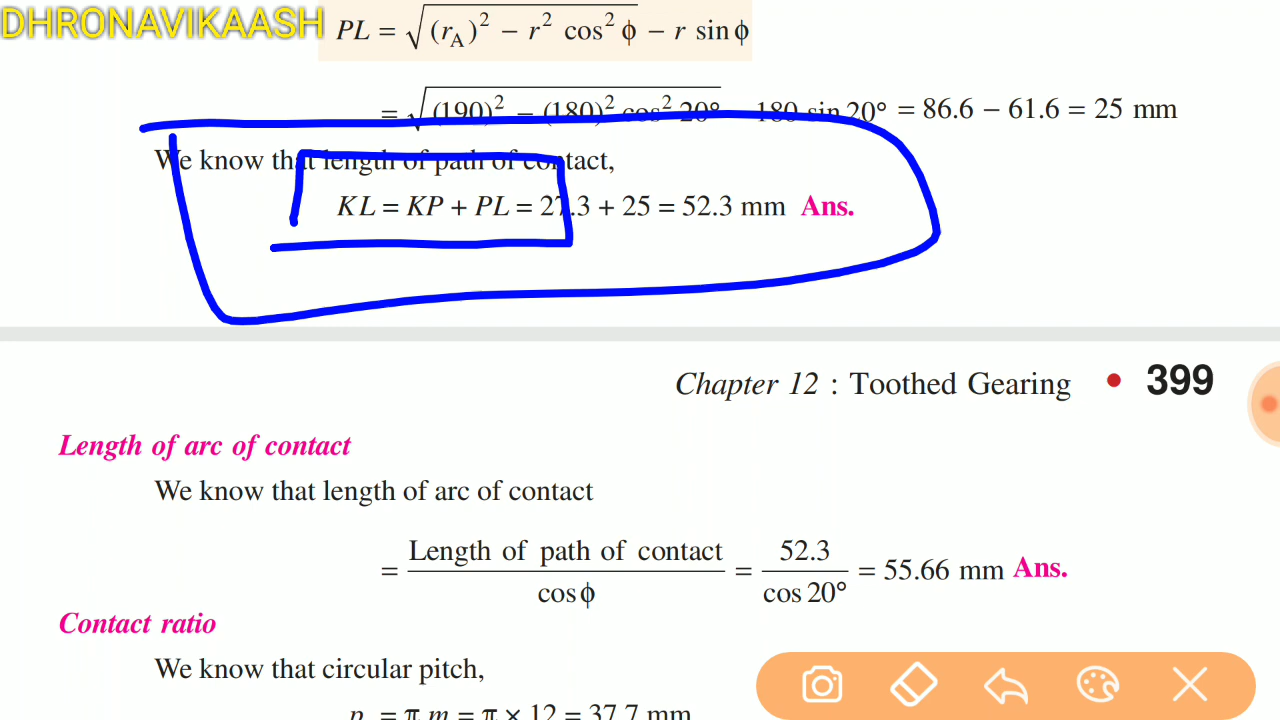 DHRONAVIKAASH
PL = √(r_A)² − r² cos² ϕ − r sin ϕ
= √(190)² − (180)² cos² 20° − 180 sin 20° = 86.6 − 61.6 = 25 mm
We know that length of path of contact,
KL = KP + PL = 27.3 + 25 = 52.3 mm Ans.
Chapter 12 : Toothed Gearing • 399
Length of arc of contact
We know that length of arc of contact
= Length of path of contact / cos ϕ = 52.3 / cos 20° = 55.66 mm Ans.
Contact ratio
We know that circular pitch,
p = π m = π × 12 = 37.7 mm